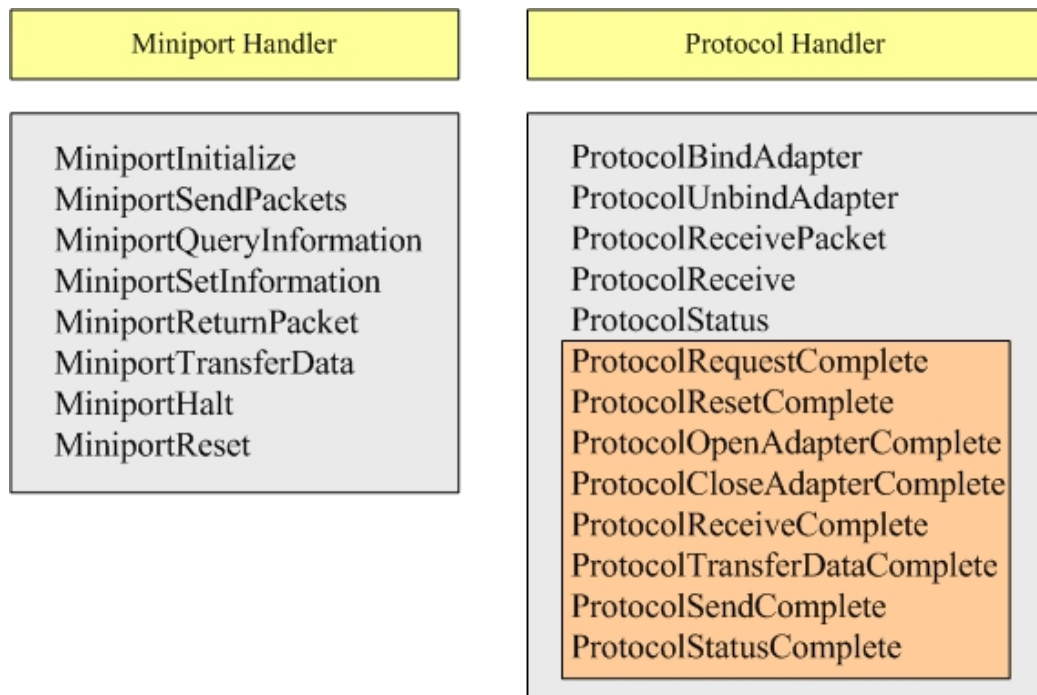 Miniport Handler
MiniportInitialize
MiniportSendPackets
MiniportQueryInformation
MiniportSetInformation
MiniportReturnPacket
MiniportTransferData
MiniportHalt
MiniportReset
Protocol Handler
ProtocolBindAdapter
ProtocolUnbindAdapter
ProtocolReceivePacket
ProtocolReceive
ProtocolStatus
ProtocolRequestComplete
ProtocolResetComplete
ProtocolOpenAdapterComplete
ProtocolCloseAdapterComplete
ProtocolReceiveComplete
ProtocolTransferDataComplete
ProtocolSendComplete
ProtocolStatusComplete